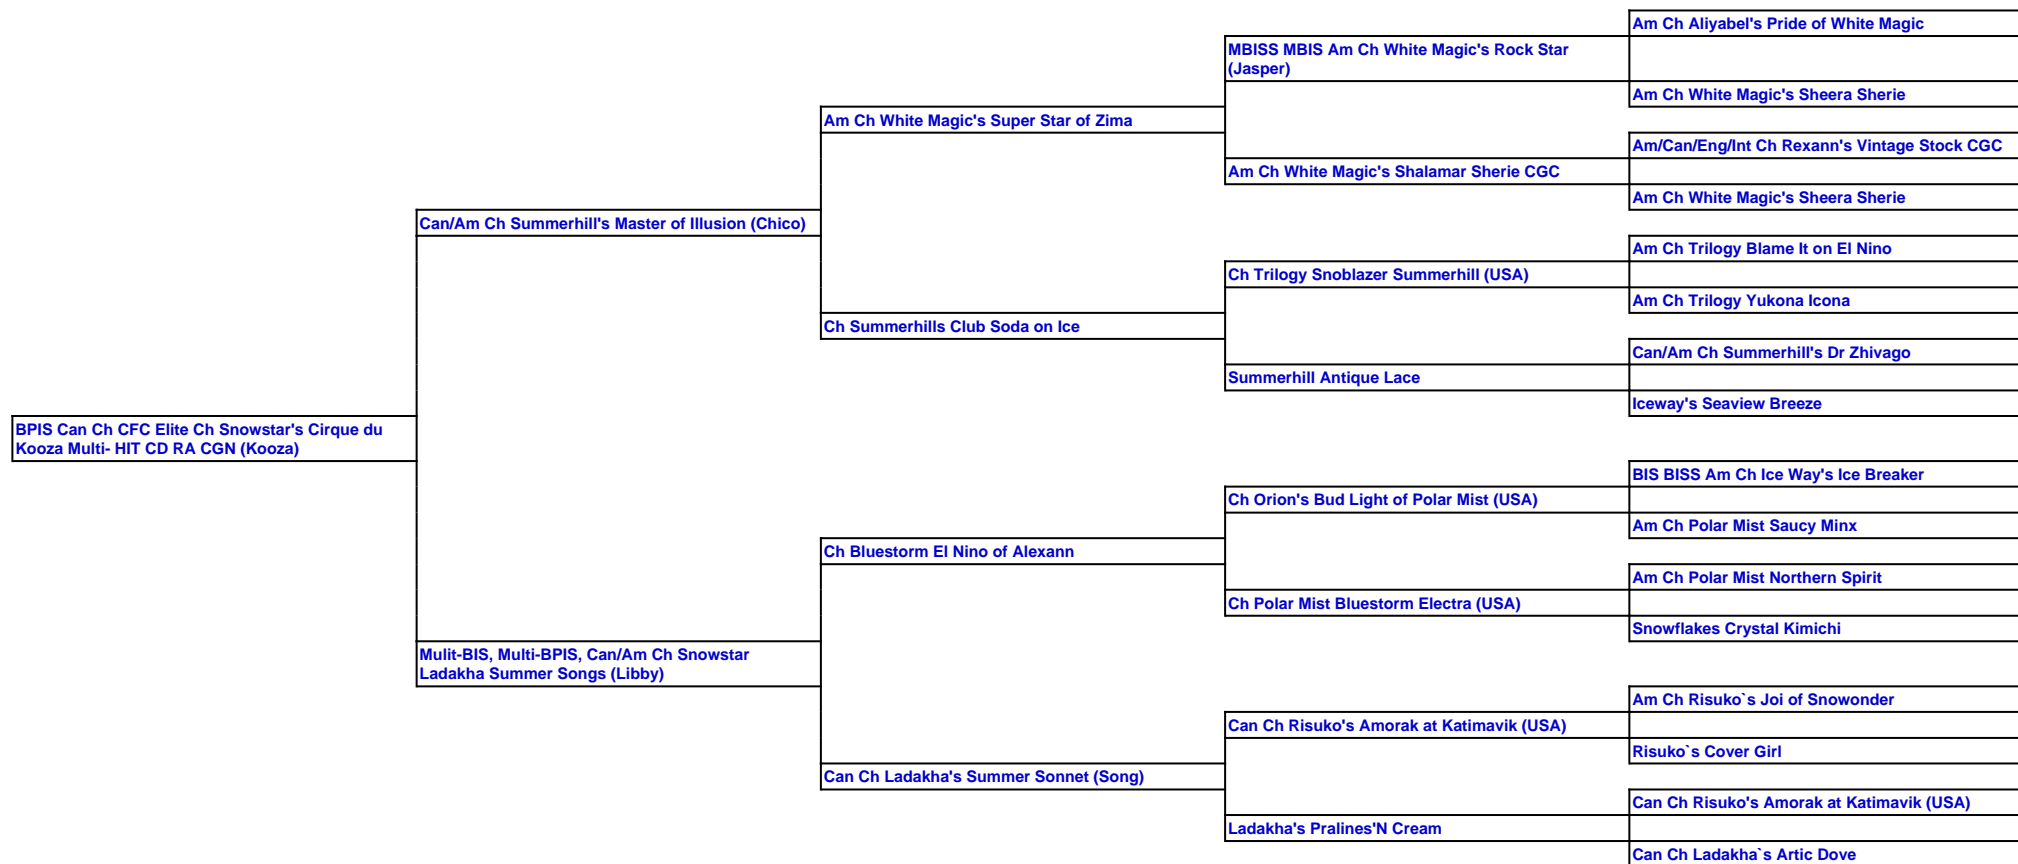 Am Ch Aliyabel's Pride of White Magic
MBISS MBIS Am Ch White Magic's Rock Star
(Jasper)
Am Ch White Magic's Sheera Sherie
Am Ch White Magic's Super Star of Zima
Am/Can/Eng/Int Ch Rexann's Vintage Stock CGC
Am Ch White Magic's Shalamar Sherie CGC
Am Ch White Magic's Sheera Sherie
Can/Am Ch Summerhill's Master of Illusion (Chico)
Am Ch Trilogy Blame It on El Nino
Ch Trilogy Snoblazer Summerhill (USA)
Am Ch Trilogy Yukona Icona
Ch Summerhills Club Soda on Ice
Can/Am Ch Summerhill's Dr Zhivago
Summerhill Antique Lace
Iceway's Seaview Breeze
BPIS Can Ch CFC Elite Ch Snowstar's Cirque du
Kooza Multi- HIT CD RA CGN (Kooza)
BIS BISS Am Ch Ice Way's Ice Breaker
Ch Orion's Bud Light of Polar Mist (USA)
Am Ch Polar Mist Saucy Minx
Ch Bluestorm El Nino of Alexann
Am Ch Polar Mist Northern Spirit
Ch Polar Mist Bluestorm Electra (USA)
Snowflakes Crystal Kimichi
Mulit-BIS, Multi-BPIS, Can/Am Ch Snowstar
Ladakha Summer Songs (Libby)
Am Ch Risuko`s Joi of Snowonder
Can Ch Risuko's Amorak at Katimavik (USA)
Risuko`s Cover Girl
Can Ch Ladakha's Summer Sonnet (Song)
Can Ch Risuko's Amorak at Katimavik (USA)
Ladakha's Pralines'N Cream
Can Ch Ladakha`s Artic Dove